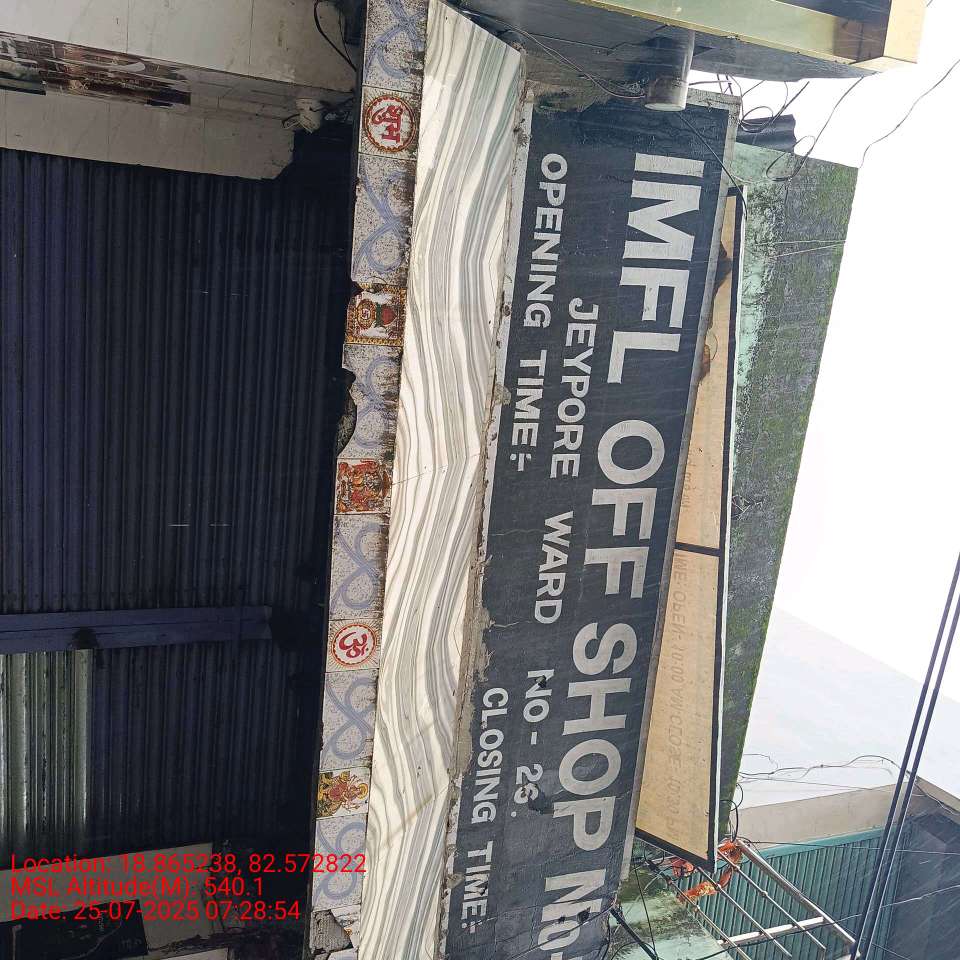 IMFL OFF SHOP NO-
JEYPORE WARD NO- 28.
OPENING TIME:- CLOSING TIME:-
शुभ
ॐ
Location: 18.865238, 82.572822
MSL Altitude(M): 540.1
Date: 25-07-2025 07:28:54